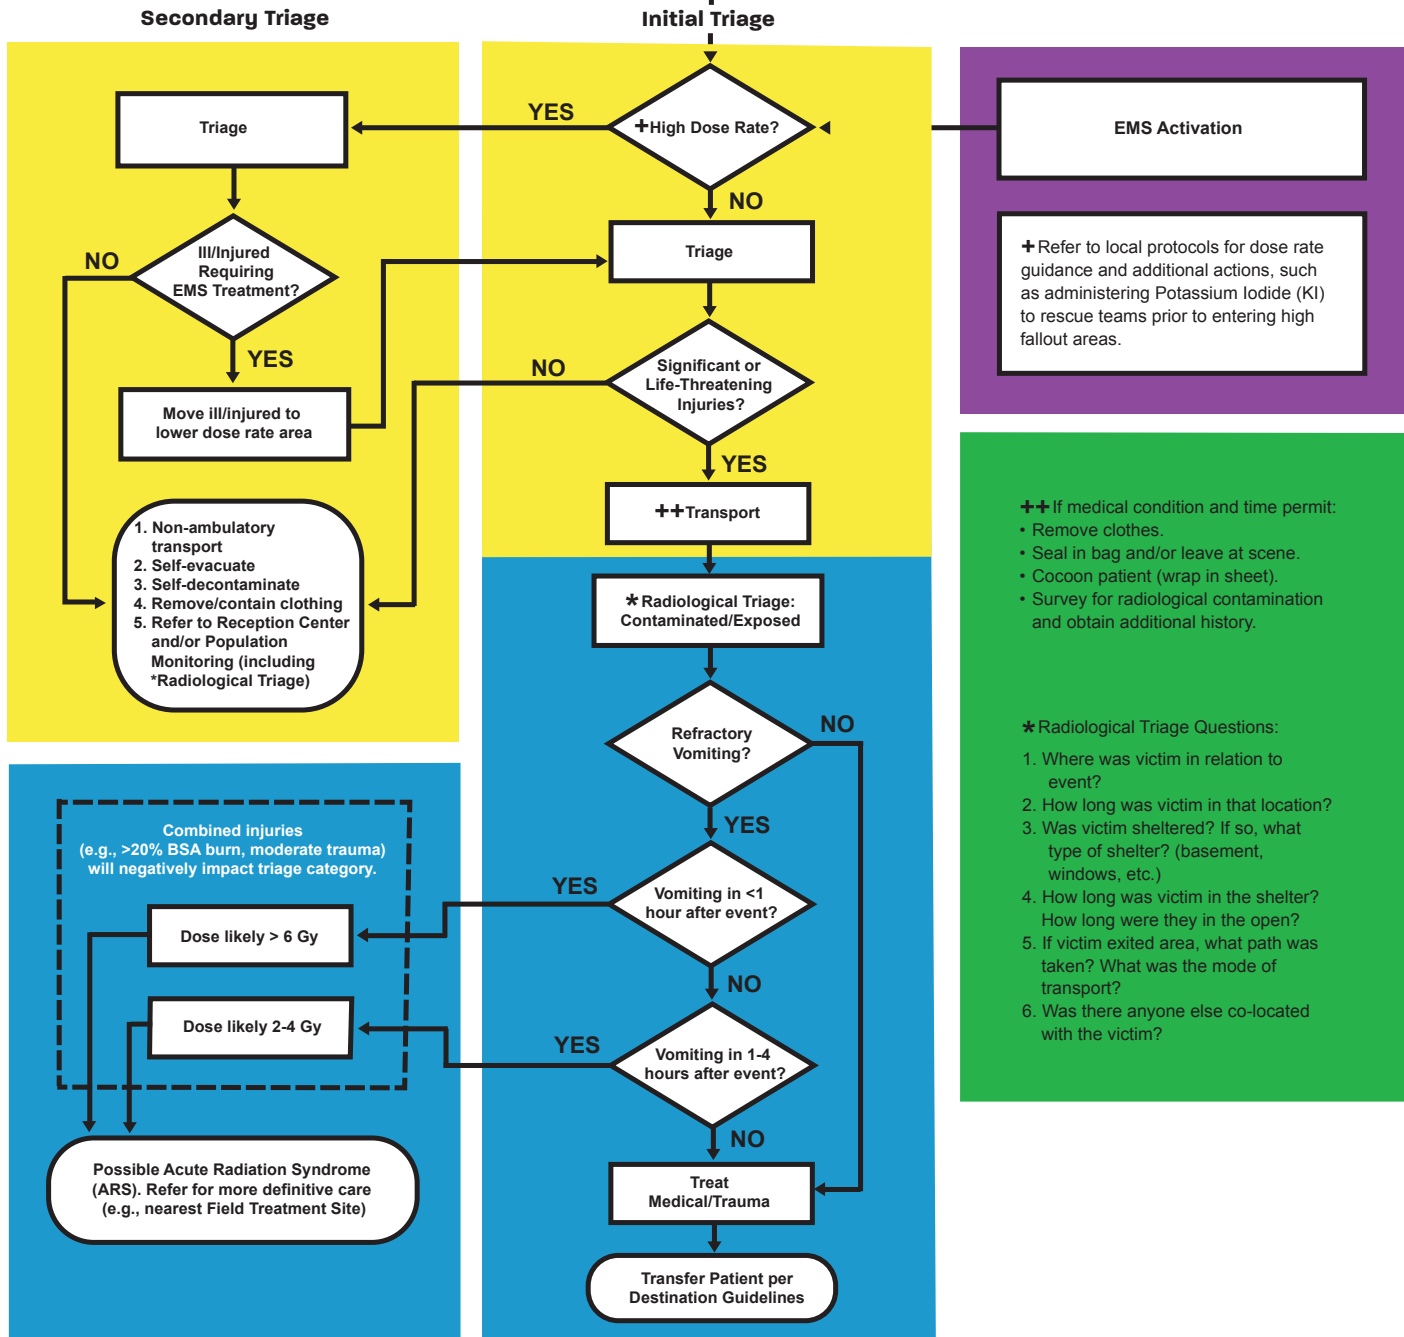 Secondary Triage
Initial Triage
Triage
YES
+High Dose Rate?
EMS Activation
NO
Ill/Injured
Requiring
EMS Treatment?
NO
Triage
+Refer to local protocols for dose rate
guidance and additional actions, such
as administering Potassium Iodide (KI)
to rescue teams prior to entering high
fallout areas.
YES
NO
Significant or
Life-Threatening
Injuries?
Move ill/injured to
lower dose rate area
YES
++Transport
1. Non-ambulatory
transport
2. Self-evacuate
3. Self-decontaminate
4. Remove/contain clothing
5. Refer to Reception Center
and/or Population
Monitoring (including
*Radiological Triage)
++If medical condition and time permit:
• Remove clothes.
• Seal in bag and/or leave at scene.
• Cocoon patient (wrap in sheet).
• Survey for radiological contamination
and obtain additional history.
*Radiological Triage:
Contaminated/Exposed
Refractory
Vomiting?
NO
YES
*Radiological Triage Questions:
1. Where was victim in relation to
event?
2. How long was victim in that location?
3. Was victim sheltered? If so, what
type of shelter? (basement,
windows, etc.)
4. How long was victim in the shelter?
How long were they in the open?
5. If victim exited area, what path was
taken? What was the mode of
transport?
6. Was there anyone else co-located
with the victim?
Combined injuries
(e.g., >20% BSA burn, moderate trauma)
will negatively impact triage category.
YES
Vomiting in <1
hour after event?
Dose likely > 6 Gy
NO
Dose likely 2-4 Gy
YES
Vomiting in 1-4
hours after event?
NO
Possible Acute Radiation Syndrome
(ARS). Refer for more definitive care
(e.g., nearest Field Treatment Site)
Treat
Medical/Trauma
Transfer Patient per
Destination Guidelines